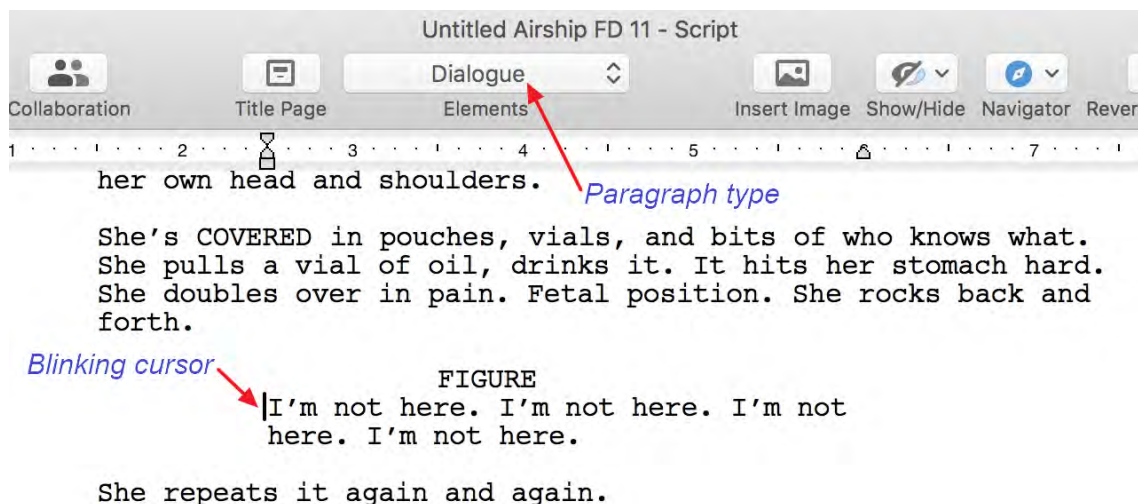 Untitled Airship FD 11 - Script
Dialogue
Collaboration Title Page Elements Insert Image Show/Hide Navigator Rever
1 2 3 4 5 7
her own head and shoulders.
Paragraph type
She's COVERED in pouches, vials, and bits of who knows what.
She pulls a vial of oil, drinks it. It hits her stomach hard.
She doubles over in pain. Fetal position. She rocks back and
forth.
Blinking cursor
FIGURE
I'm not here. I'm not here. I'm not
here. I'm not here.
She repeats it again and again.